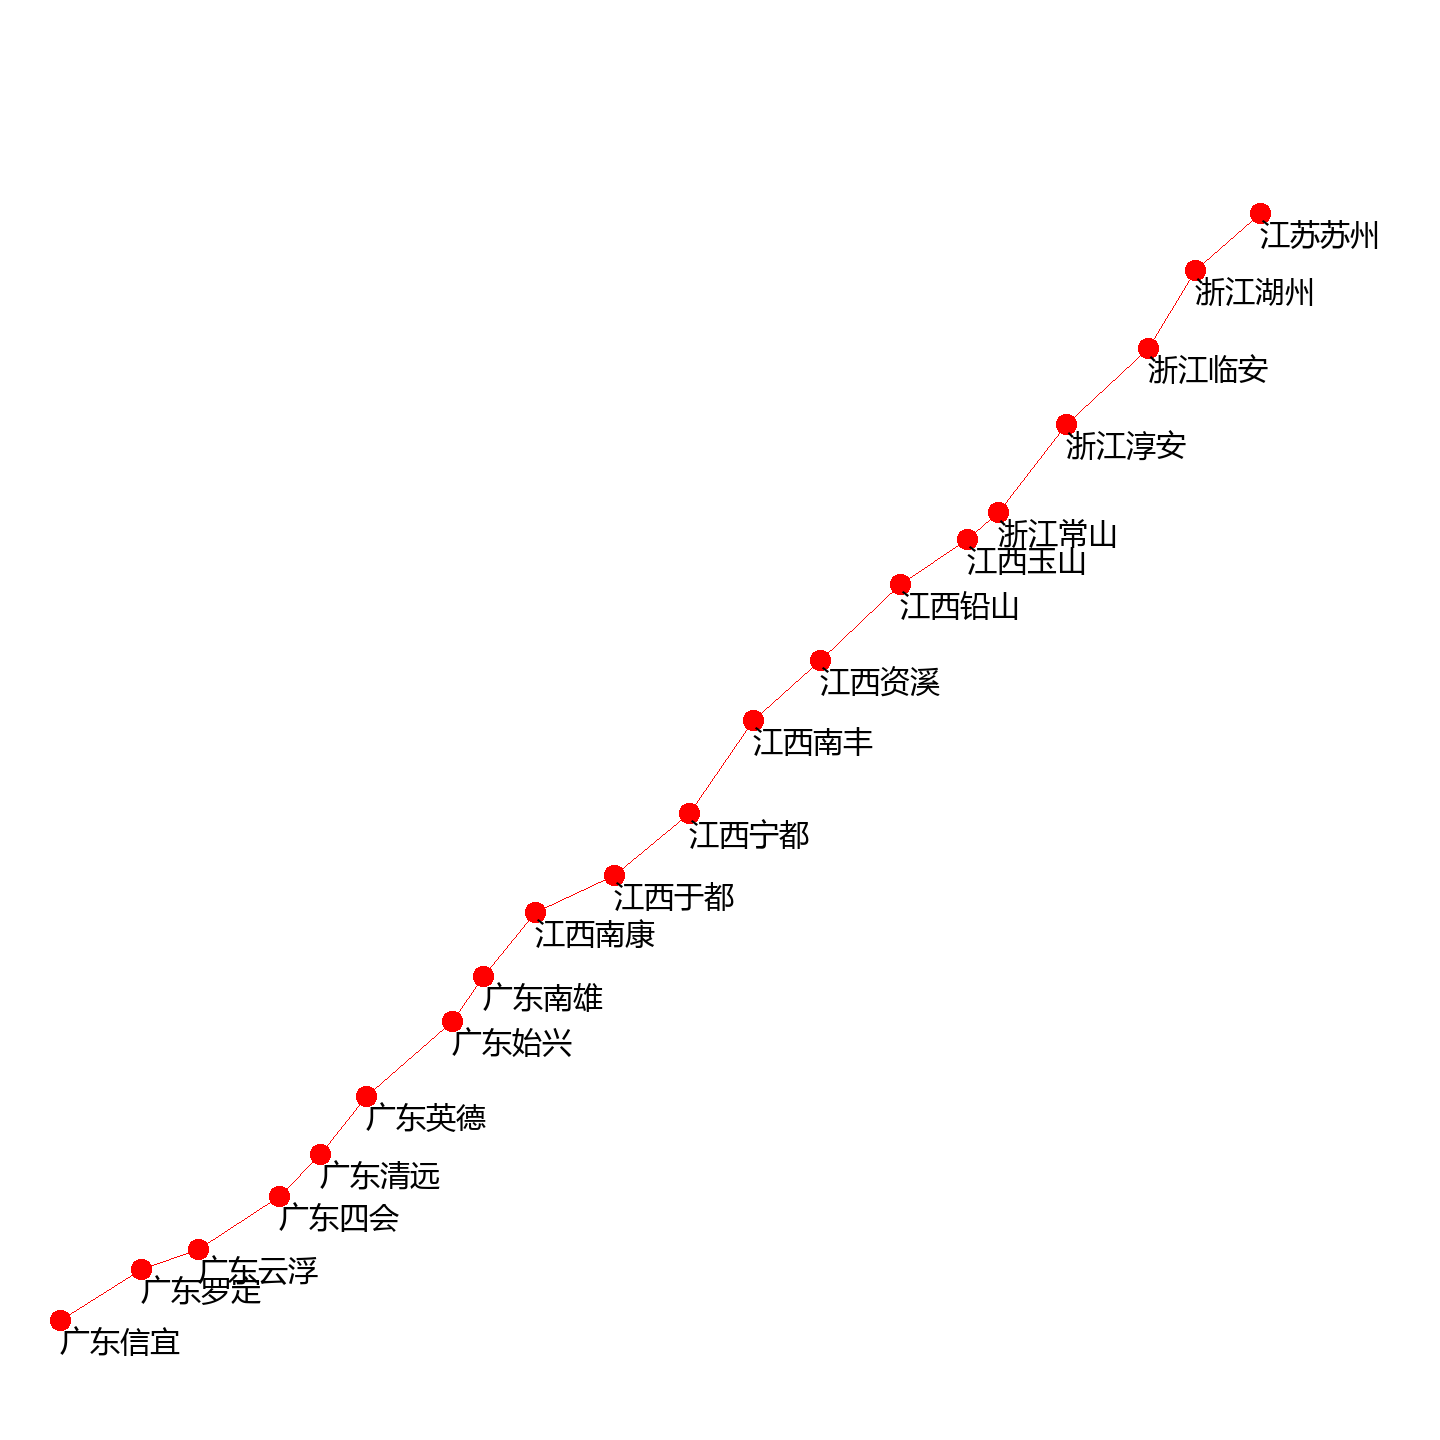 江苏苏州
浙江湖州
浙江临安
浙江淳安
浙江常山
江西玉山
江西铅山
江西资溪
江西南丰
江西宁都
江西于都
江西南康
广东南雄
广东始兴
广东英德
广东清远
广东四会
广东云浮
广东罗定
广东信宜